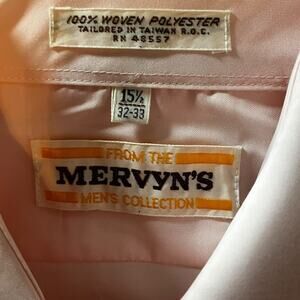 100% WOVEN POLYESTER
TAILORED IN TAIWAN R.O.C.
RN 48557
15½
32-33
FROM THE
MERVYN'S
MEN'S COLLECTION